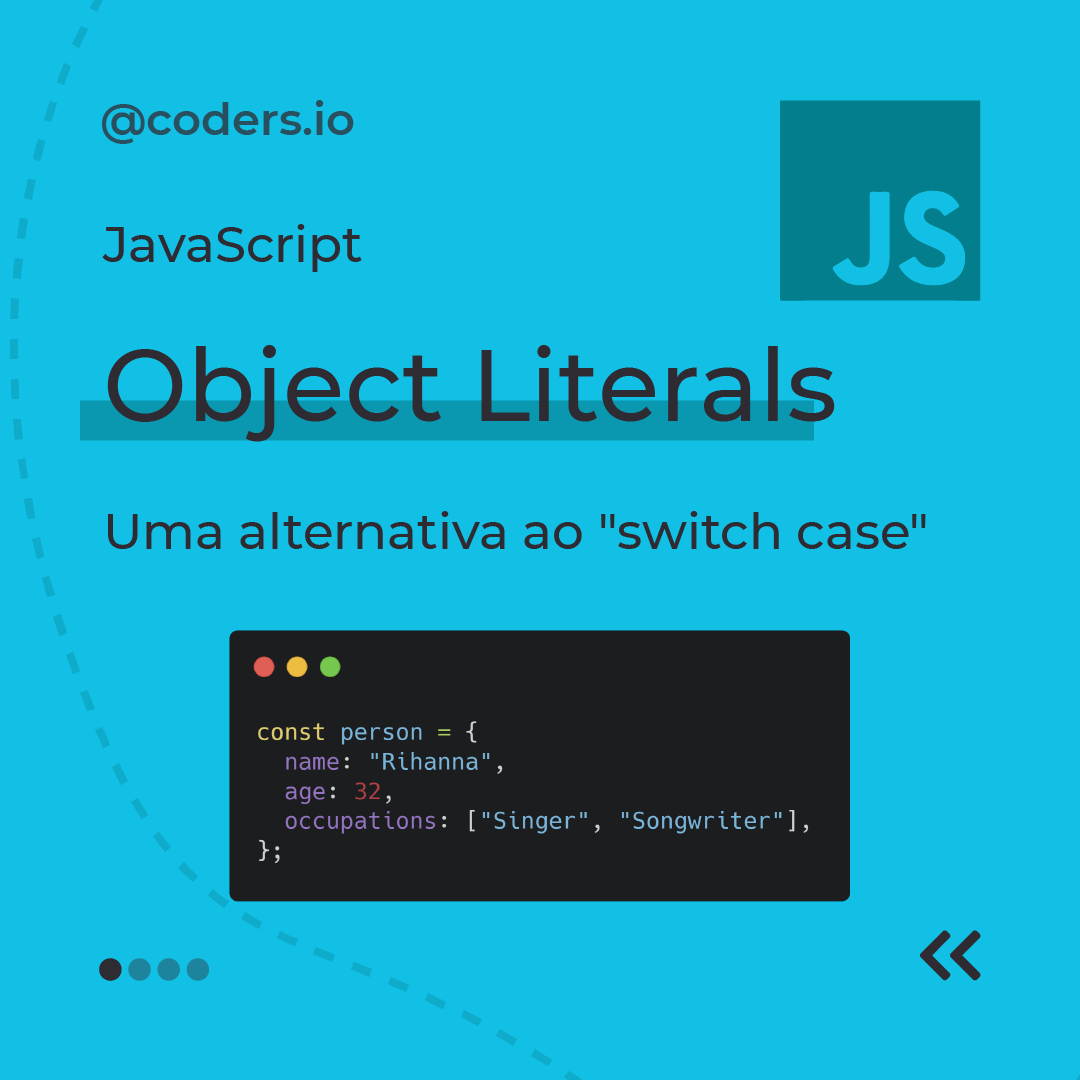 @coders.io
JS
JavaScript
Object Literals
Uma alternativa ao "switch case"
const person = {
  name: "Rihanna",
  age: 32,
  occupations: ["Singer", "Songwriter"],
};